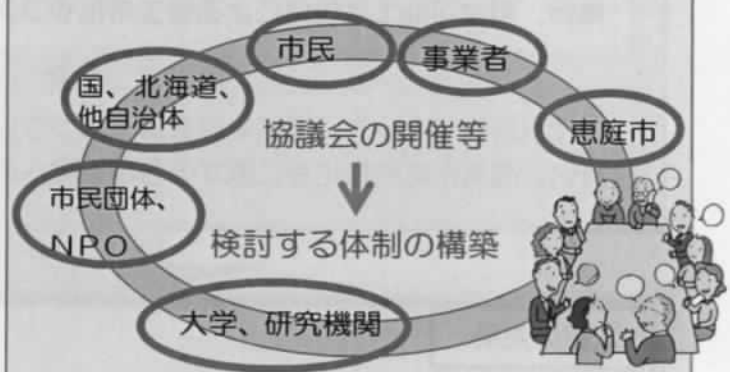 市民
事業者
国、北海道、
他自治体
恵庭市
協議会の開催等
市民団体、
NPO
検討する体制の構築
大学、研究機関